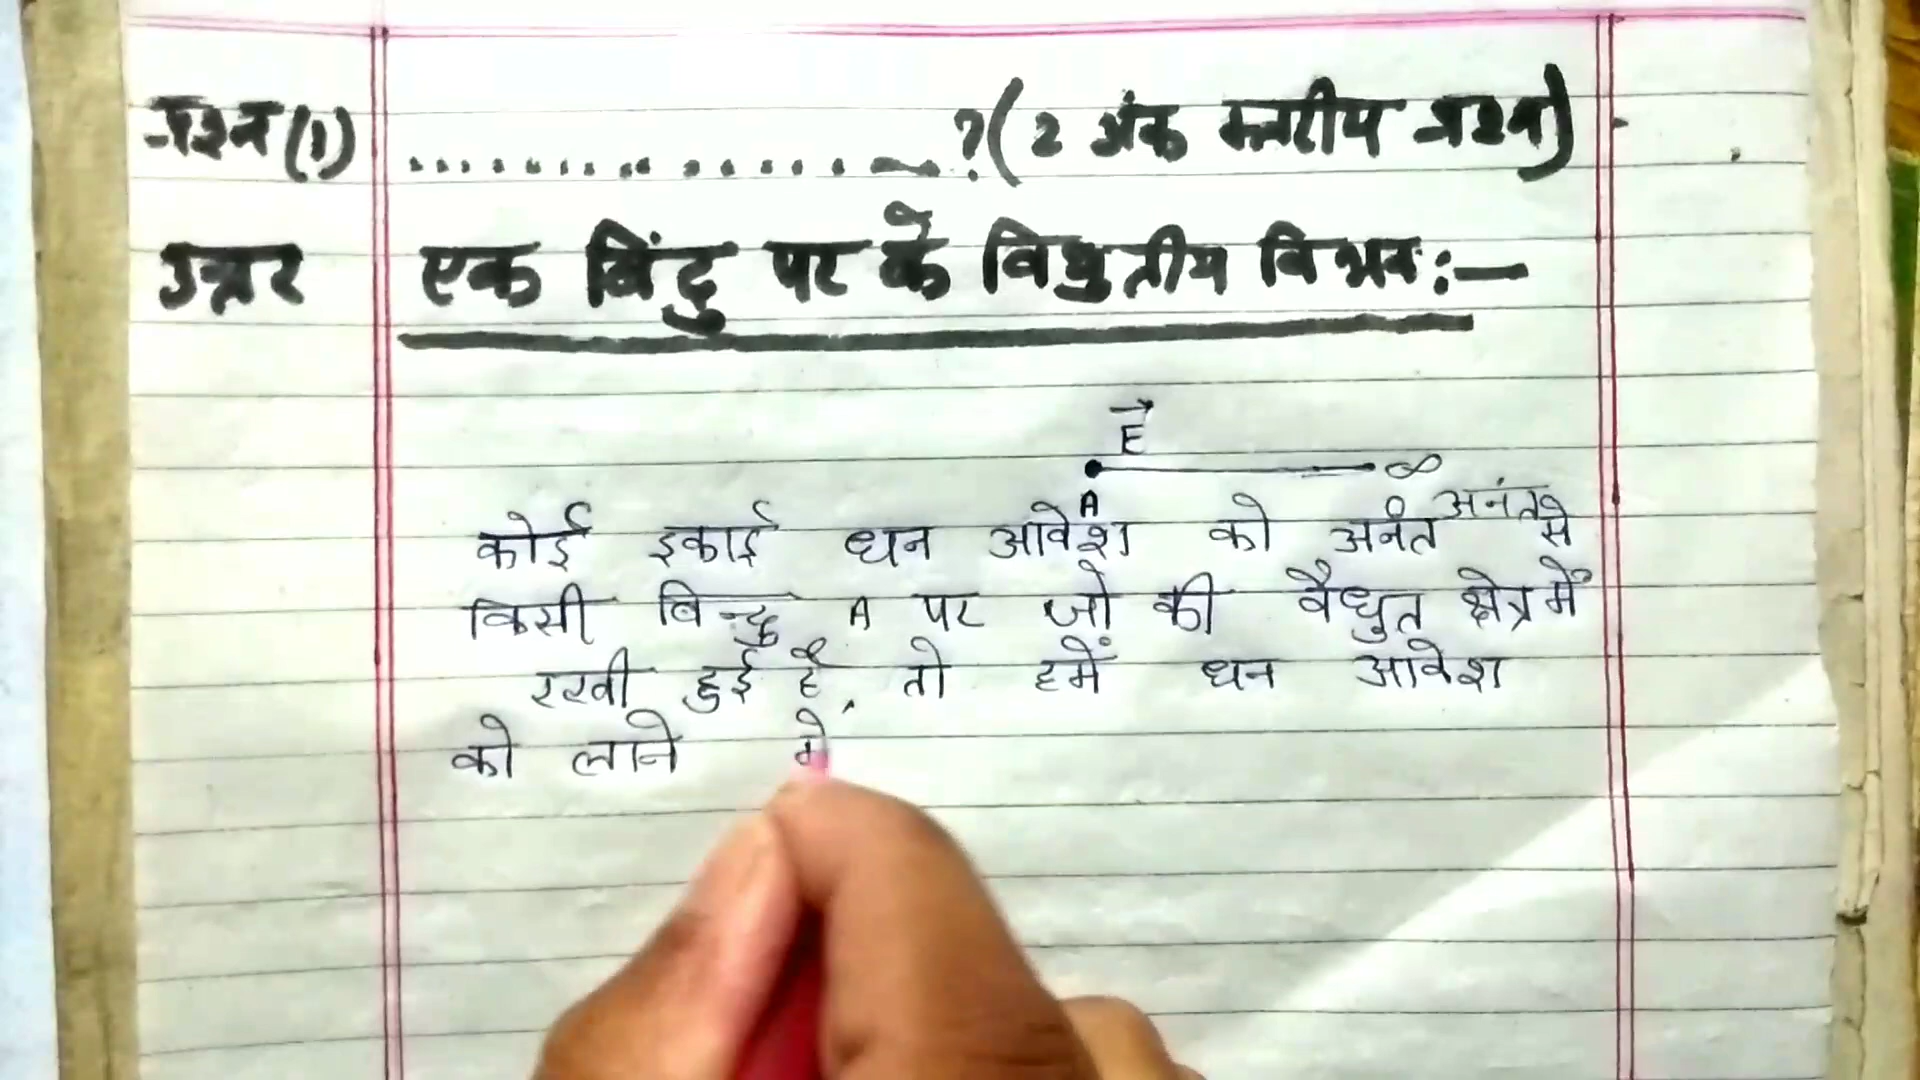 प्रश्न (1) ....................? (2 अंक स्तरीय प्रश्न)
उत्तर एक बिंदु पर के विधुतीय विभव :-
E
A ∞
अनंत
कोई इकाई धन आवेश को अनंत से
किसी बिन्दु A पर जो की वैधुत क्षेत्र में
रखी हुई है, तो हमें धन आवेश
को लाने मे